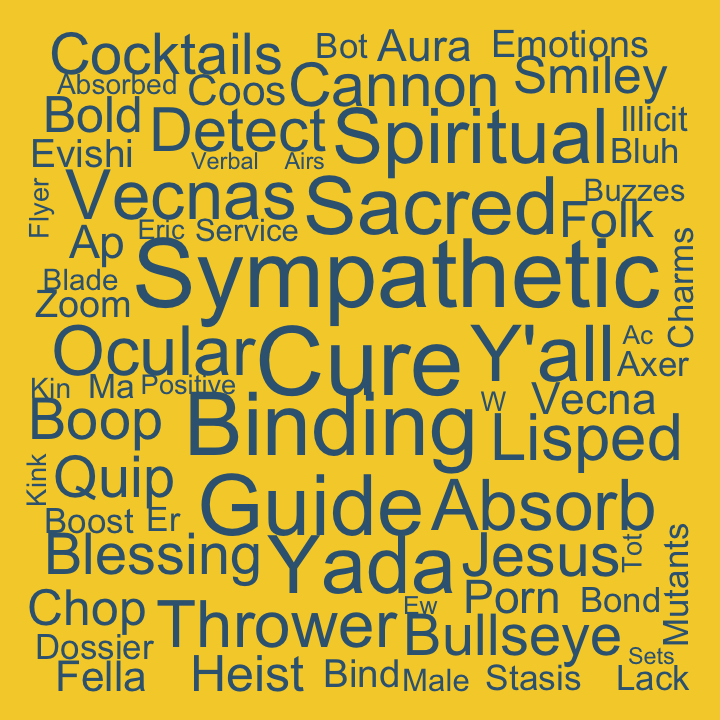 Cocktails
Bot
Aura
Emotions
Absorbed
Coos
Cannon
Smiley
Bold
Detect
Spiritual
Illicit
Evishi
Verbal
Airs
Bluh
Flyer
Vecnas
Sacred
Buzzes
Folk
Ap
Eric
Service
Charms
Blade
Zoom
Sympathetic
Ocular
Cure
Y'all
Ac
Axer
Kin
Ma
Positive
W
Vecna
Boop
Binding
Lisped
Kink
Quip
Guide
Absorb
Boost
Er
Blessing
Yada
Jesus
Tot
Mutants
Chop
Thrower
Ew
Porn
Bond
Dossier
Bullseye
Sets
Fella
Heist
Bind
Male
Stasis
Lack